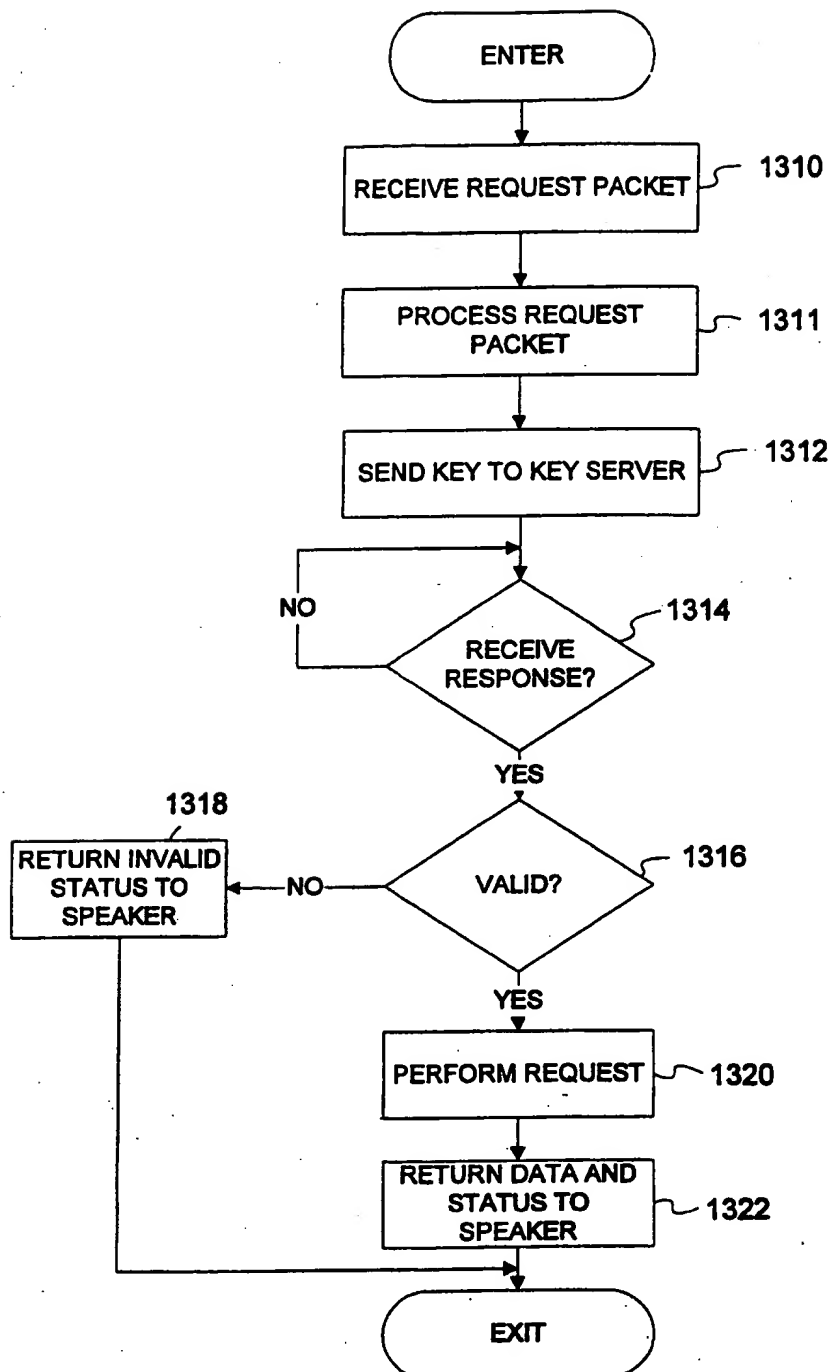 ENTER
RECEIVE REQUEST PACKET
1310
PROCESS REQUEST
PACKET
1311
SEND KEY TO KEY SERVER
1312
NO
RECEIVE
RESPONSE?
1314
YES
1318
RETURN INVALID
STATUS TO
SPEAKER
NO
VALID?
1316
YES
PERFORM REQUEST
1320
RETURN DATA AND
STATUS TO
SPEAKER
1322
EXIT